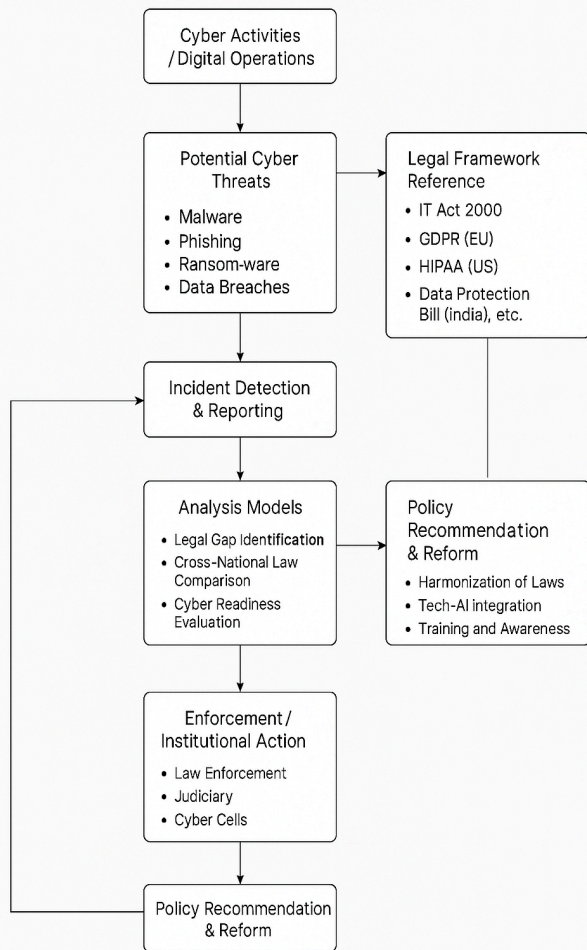 Cyber Activities
/ Digital Operations
Potential Cyber
Threats
• Malware
• Phishing
• Ransom-ware
• Data Breaches
Legal Framework
Reference
• IT Act 2000
• GDPR (EU)
• HIPAA (US)
• Data Protection
Bill (india), etc.
Incident Detection
& Reporting
Analysis Models
• Legal Gap Identification
• Cross-National Law
Comparison
• Cyber Readiness
Evaluation
Policy
Recommendation
& Reform
• Harmonization of Laws
• Tech-AI integration
• Training and Awareness
Enforcement /
Institutional Action
• Law Enforcement
• Judiciary
• Cyber Cells
Policy Recommendation
& Reform